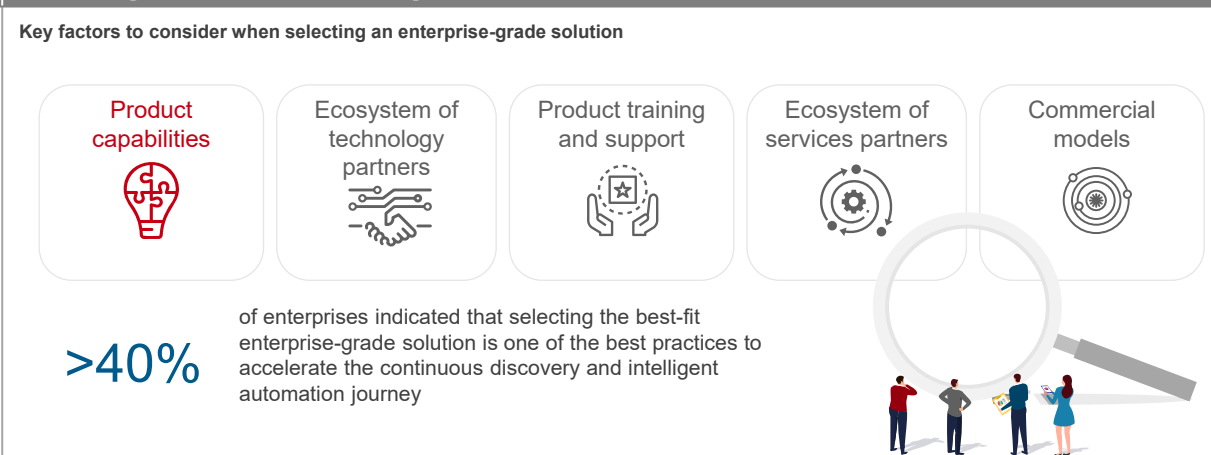 Key factors to consider when selecting an enterprise-grade solution
Product
capabilities
Ecosystem of
technology
partners
Product training
and support
Ecosystem of
services partners
Commercial
models
>40%
of enterprises indicated that selecting the best-fit
enterprise-grade solution is one of the best practices to
accelerate the continuous discovery and intelligent
automation journey